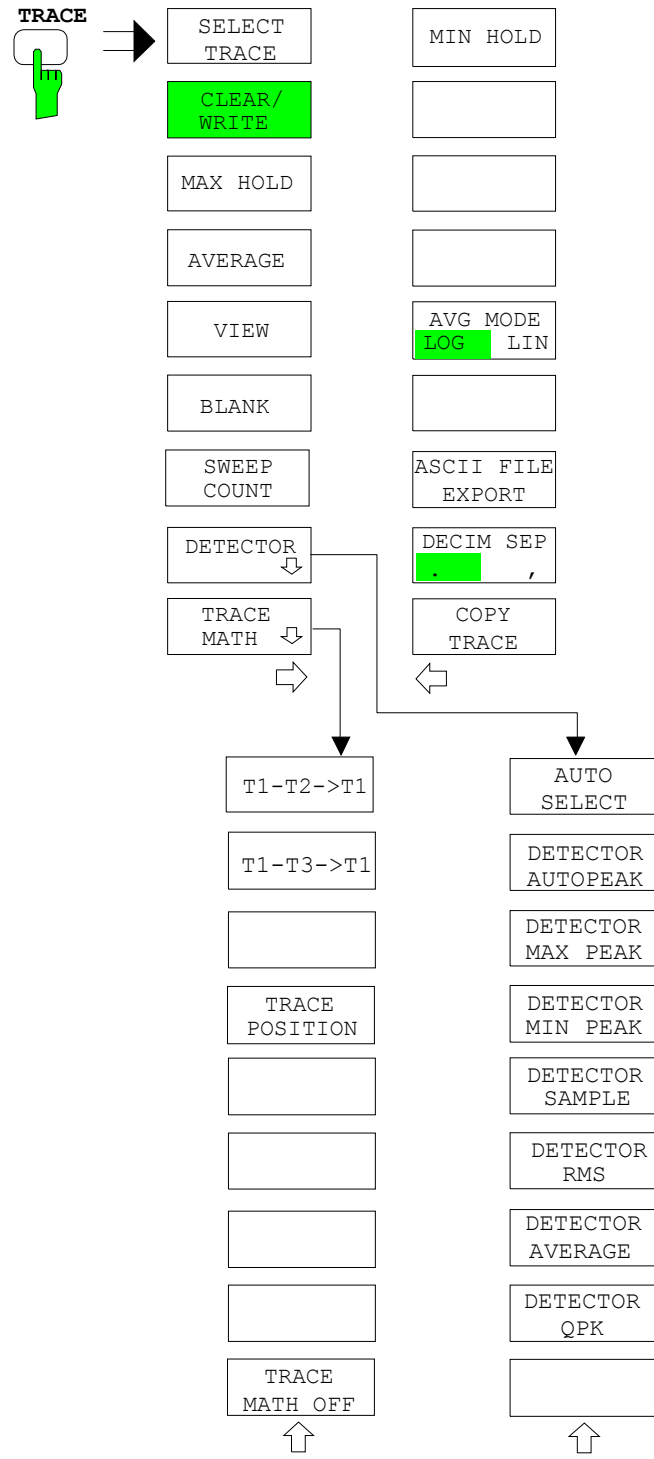 TRACE
SELECT
TRACE
CLEAR/
WRITE
MAX HOLD
AVERAGE
VIEW
BLANK
SWEEP
COUNT
DETECTOR
TRACE
MATH
MIN HOLD
AVG MODE
LOG LIN
ASCII FILE
EXPORT
DECIM SEP
. ,
COPY
TRACE
T1-T2->T1
T1-T3->T1
TRACE
POSITION
TRACE
MATH OFF
AUTO
SELECT
DETECTOR
AUTOPEAK
DETECTOR
MAX PEAK
DETECTOR
MIN PEAK
DETECTOR
SAMPLE
DETECTOR
RMS
DETECTOR
AVERAGE
DETECTOR
QPK